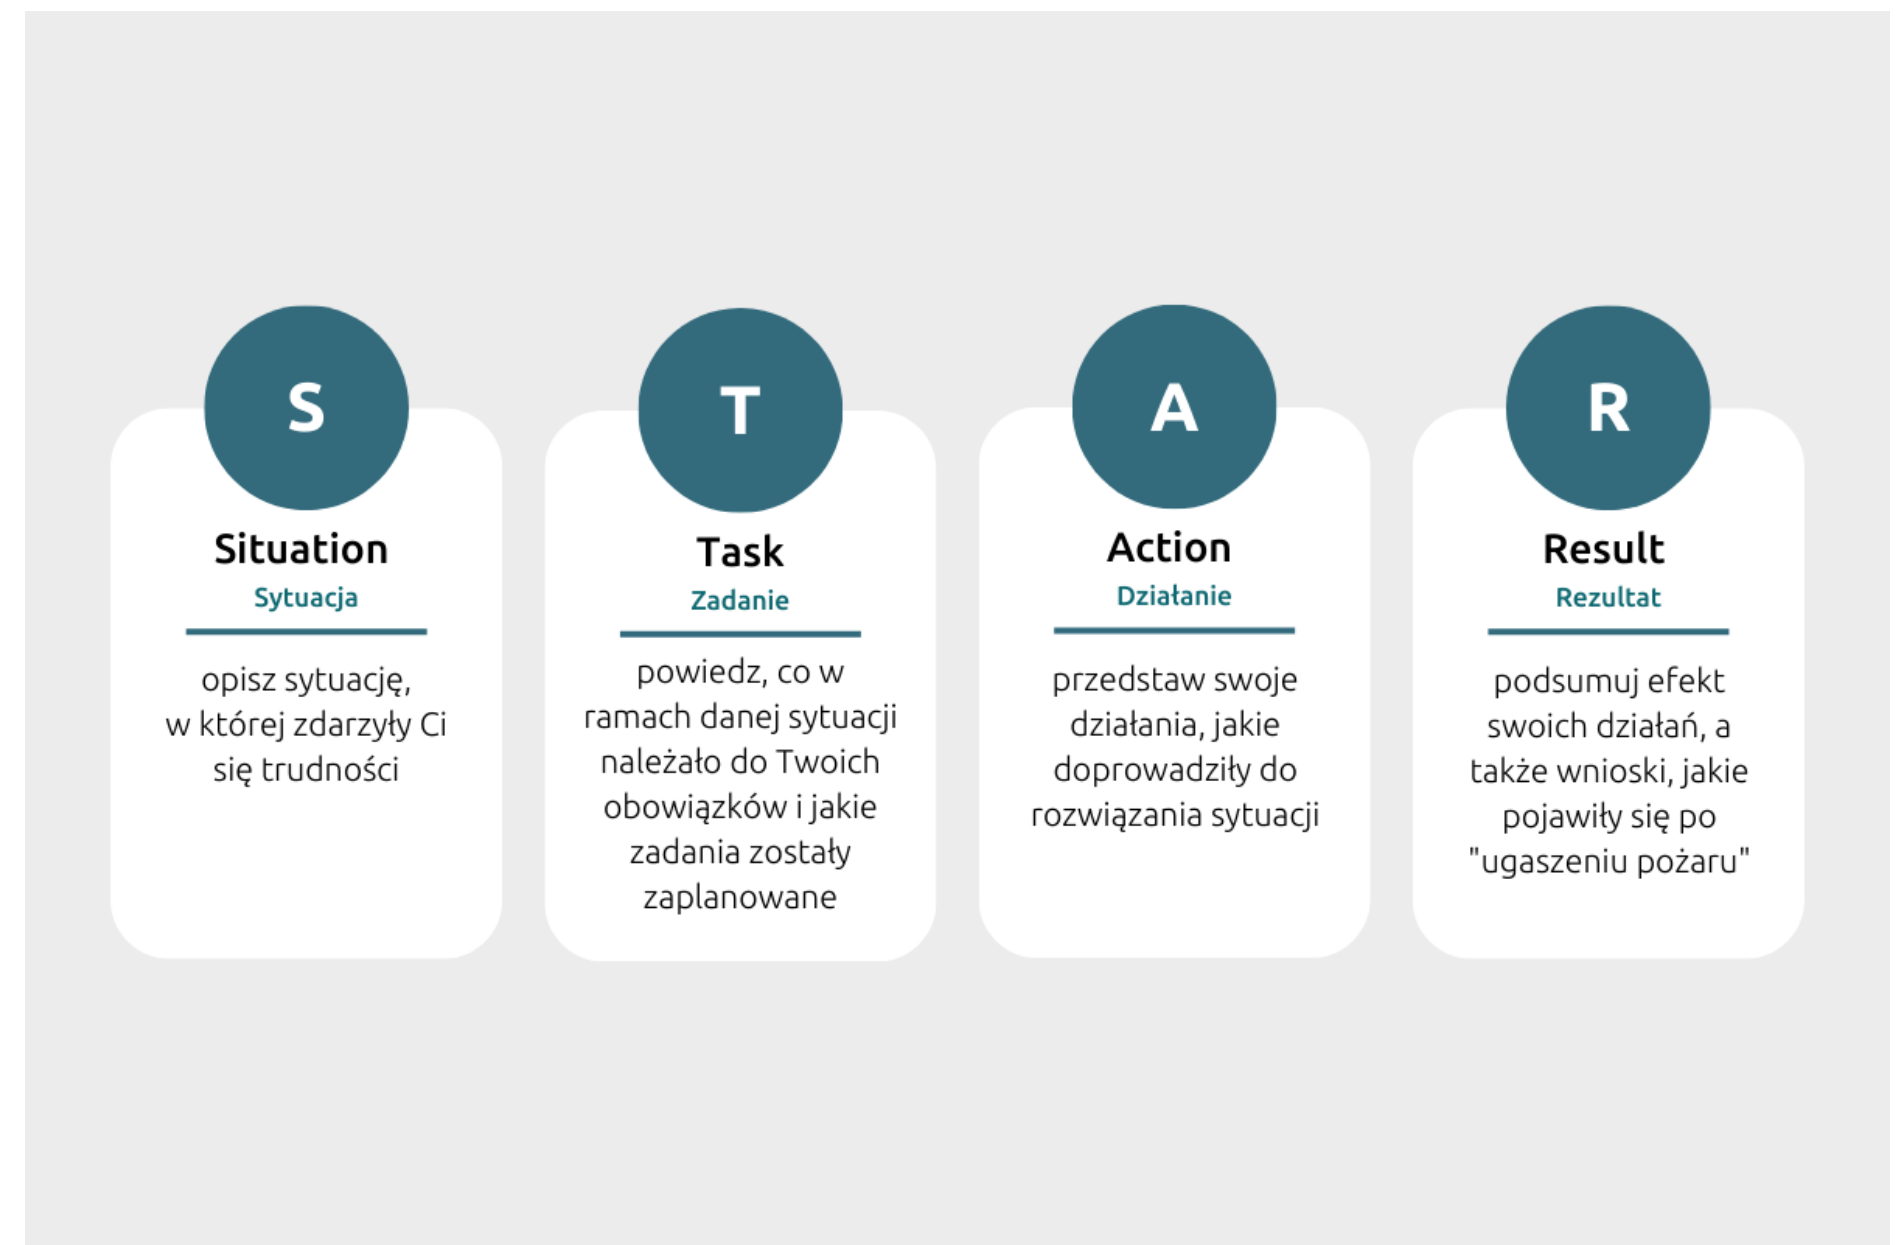 S
Situation
Sytuacja
opisz sytuację,
w której zdarzyły Ci
się trudności
T
Task
Zadanie
powiedz, co w
ramach danej sytuacji
należało do Twoich
obowiązków i jakie
zadania zostały
zaplanowane
A
Action
Działanie
przedstaw swoje
działania, jakie
doprowadziły do
rozwiązania sytuacji
R
Result
Rezultat
podsumuj efekt
swoich działań, a
także wnioski, jakie
pojawiły się po
"ugaszeniu pożaru"